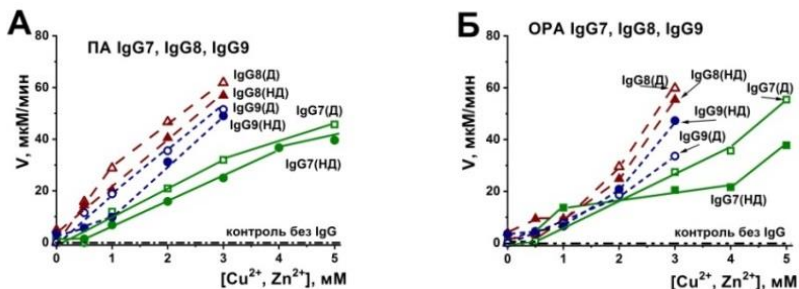 А
ПА IgG7, IgG8, IgG9
V, мкМ/мин
60
40
20
0
IgG8(Д)
IgG8(НД)
IgG9(Д)
IgG9(НД)
IgG7(Д)
IgG7(НД)
контроль без IgG
0 1 2 3 4 5
[Cu²⁺, Zn²⁺], мМ
Б
ОРА IgG7, IgG8, IgG9
V, мкМ/мин
80
60
40
20
0
IgG8(Д)
IgG8(НД)
IgG7(Д)
IgG9(НД)
IgG9(Д)
IgG7(НД)
контроль без IgG
0 1 2 3 4 5
[Cu²⁺, Zn²⁺], мМ